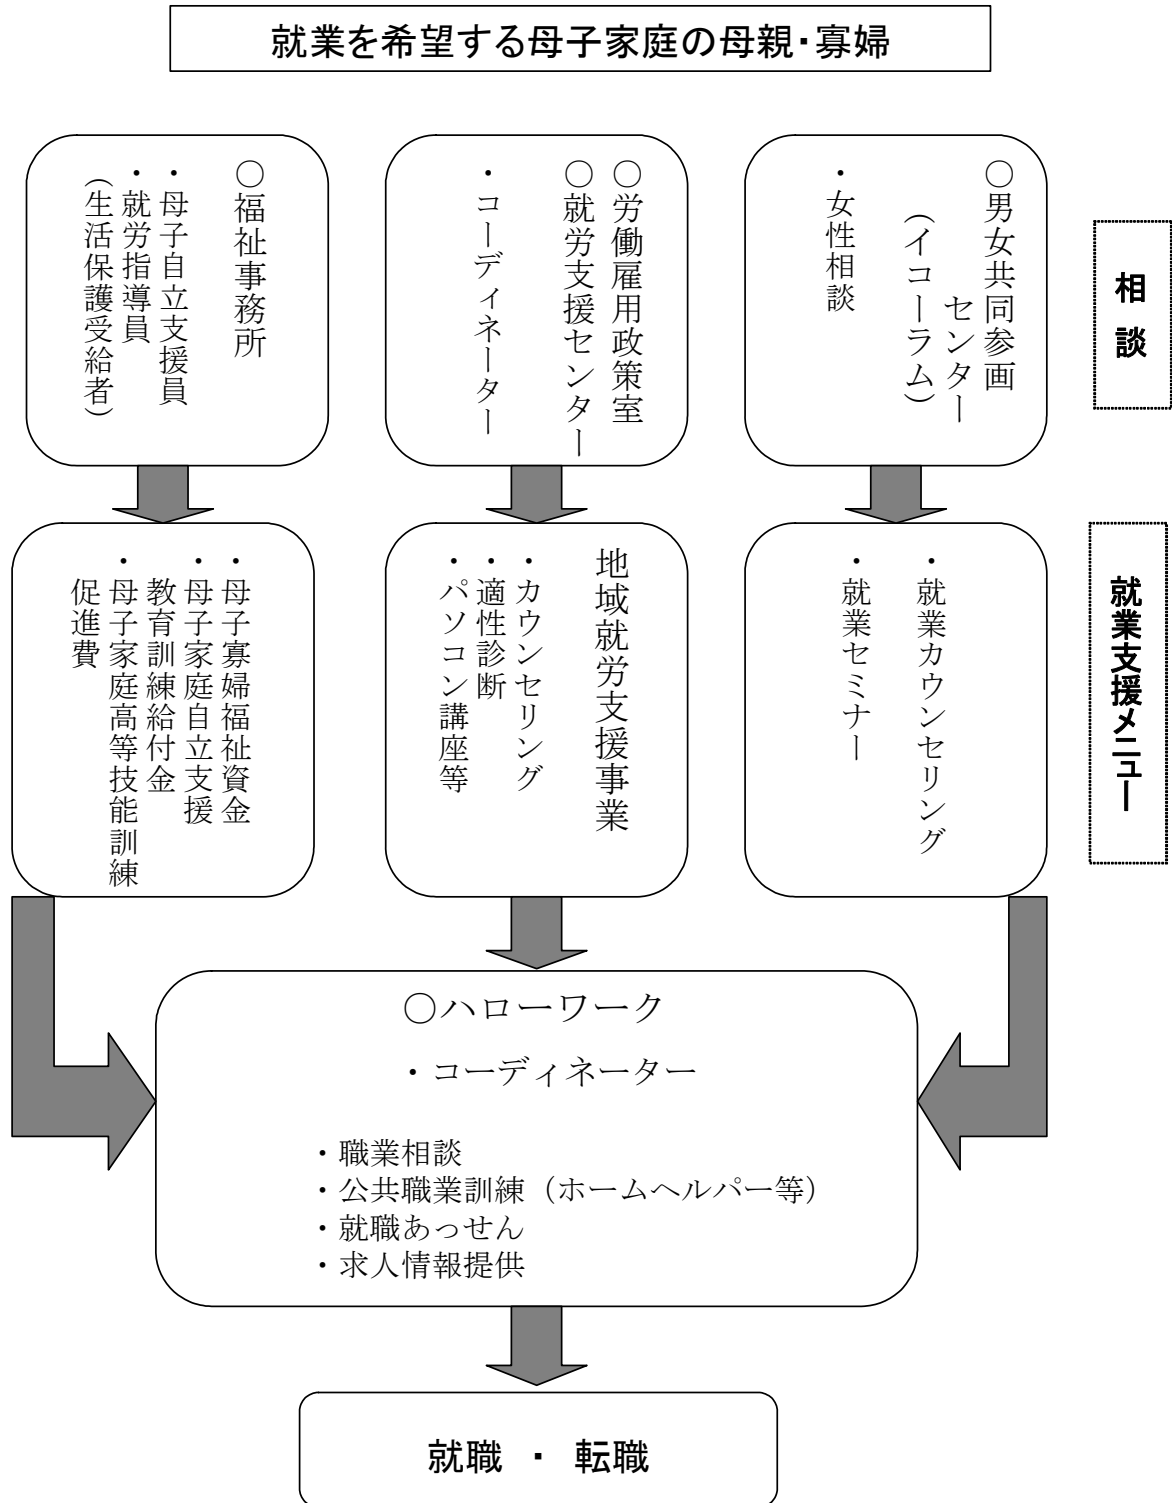 就業を希望する母子家庭の母親・寡婦
相談
○男女共同参画
センター
（イコーラム）
・女性相談
○労働雇用政策室
○就労支援センター
・コーディネーター
○福祉事務所
・母子自立支援員
・就労指導員
（生活保護受給者）
就業支援メニュー
・就業カウンセリング
・就業セミナー
地域就労支援事業
・カウンセリング
・適性診断
・パソコン講座等
・母子寡婦福祉資金
・母子家庭自立支援
教育訓練給付金
・母子家庭高等技能訓練
促進費
○ハローワーク
・コーディネーター
・職業相談
・公共職業訓練（ホームヘルパー等）
・就職あっせん
・求人情報提供
就職 ・ 転職